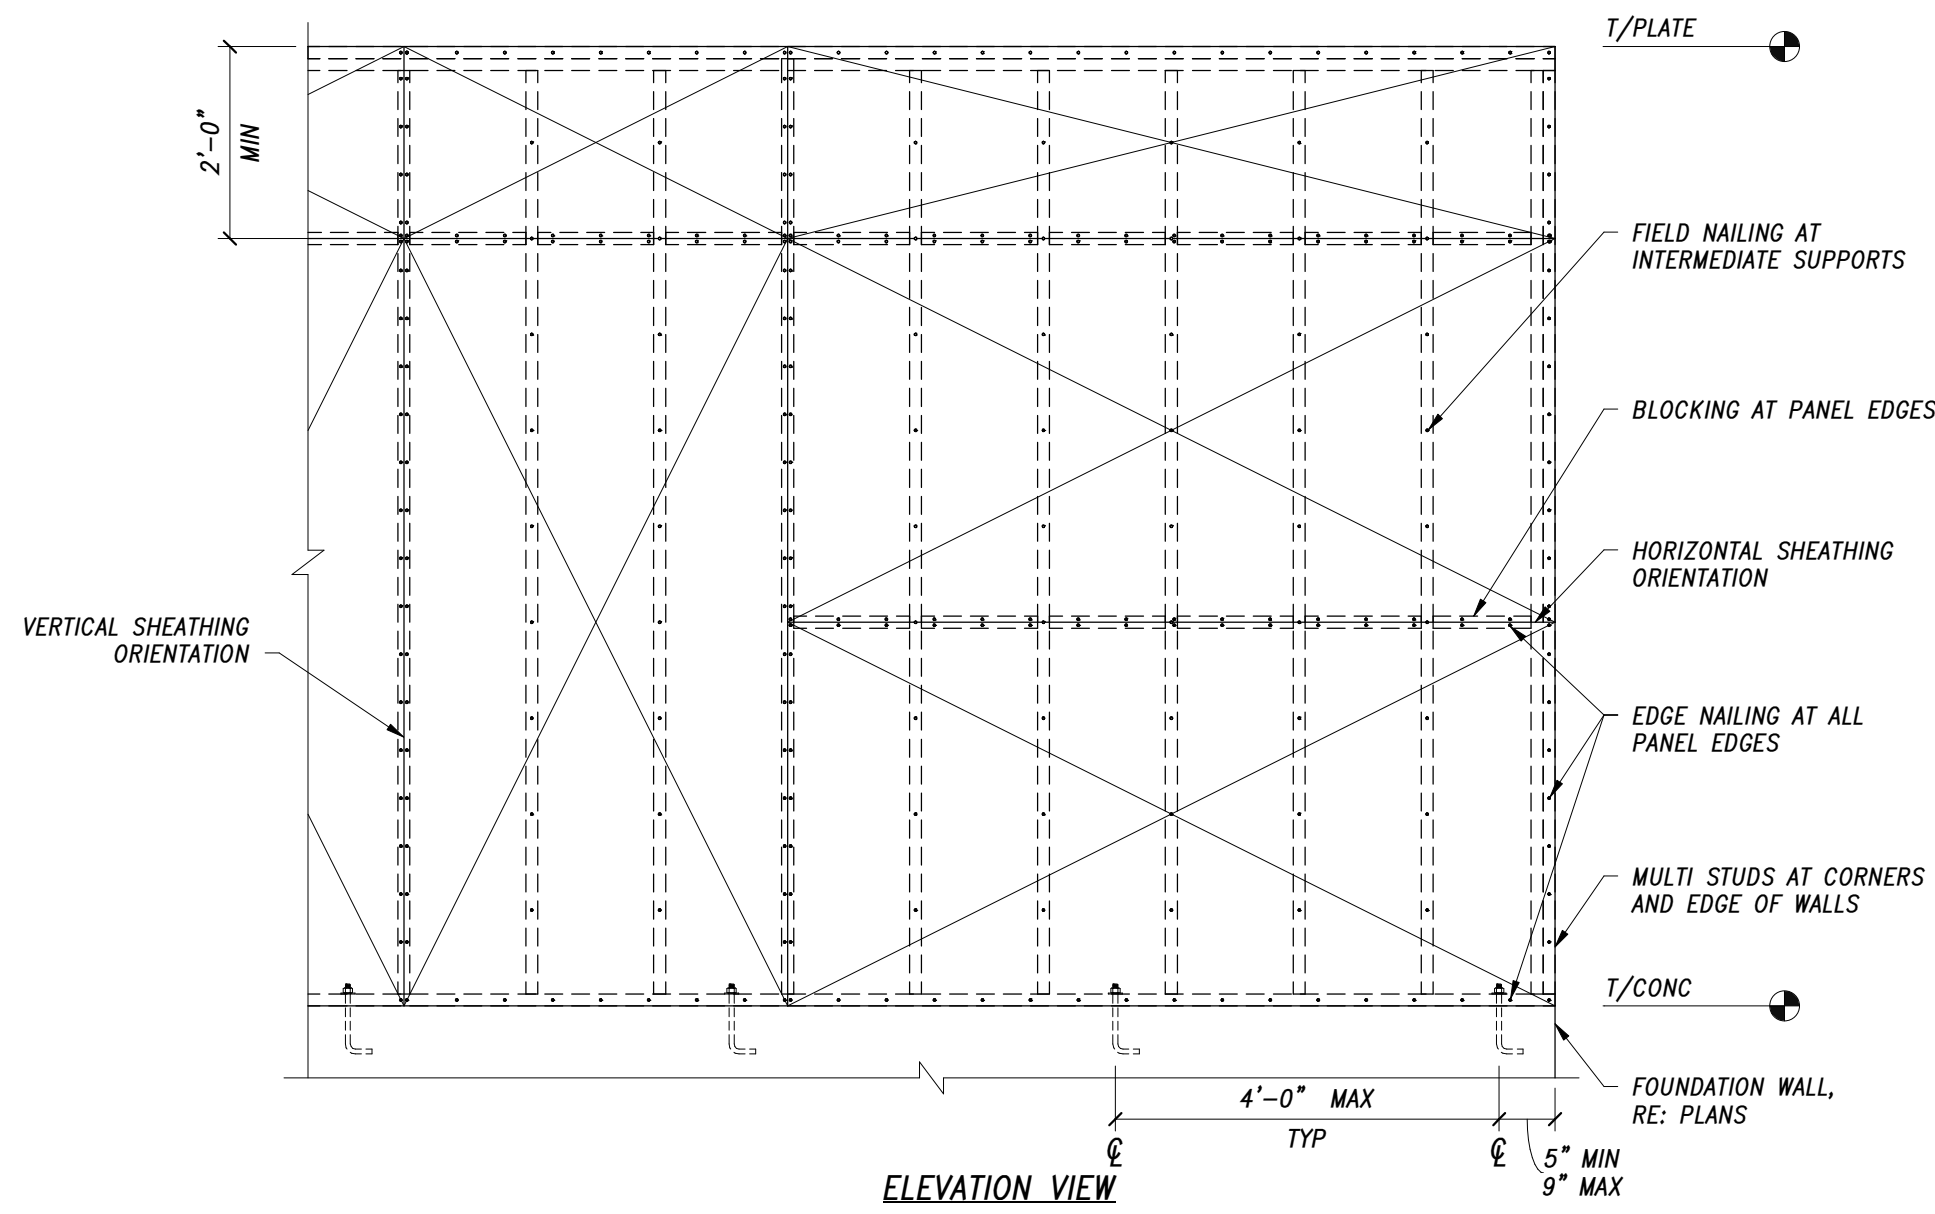 T/PLATE
2'-0"
MIN
FIELD NAILING AT
INTERMEDIATE SUPPORTS
BLOCKING AT PANEL EDGES
HORIZONTAL SHEATHING
ORIENTATION
VERTICAL SHEATHING
ORIENTATION
EDGE NAILING AT ALL
PANEL EDGES
MULTI STUDS AT CORNERS
AND EDGE OF WALLS
T/CONC
FOUNDATION WALL,
RE: PLANS
4'-0" MAX
TYP
℄ ℄
5" MIN
9" MAX
ELEVATION VIEW